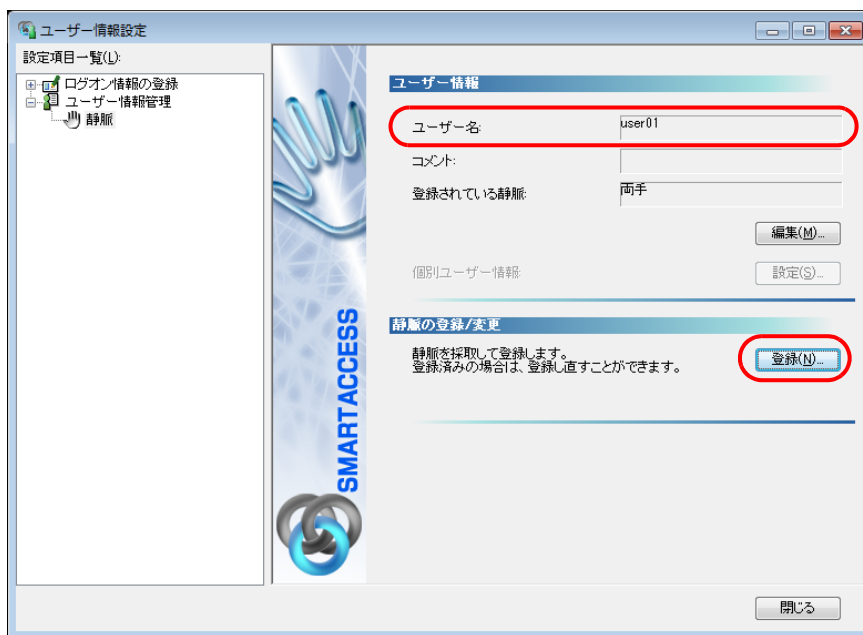 ユーザー情報設定
設定項目一覧(L):
ログオン情報の登録
ユーザー情報管理
静脈
SMARTACCESS
ユーザー情報
ユーザー名: user01
コメント:
登録されている静脈: 両手
編集(M)...
個別ユーザー情報: 設定(S)...
静脈の登録/変更
静脈を採取して登録します。
登録済みの場合は、登録し直すことができます。
登録(N)...
閉じる